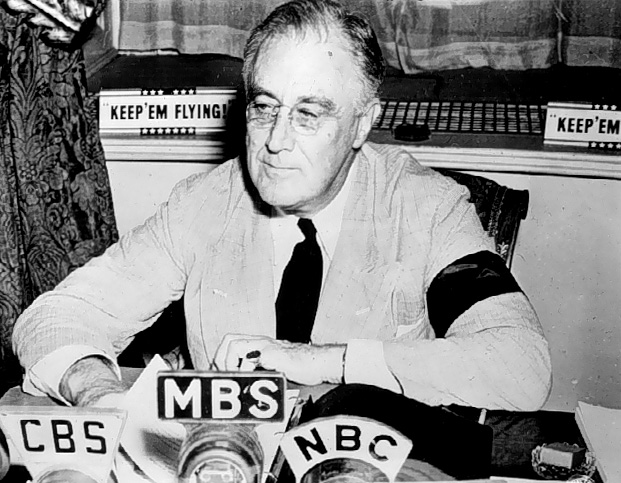 "KEEP 'EM FLYING!"
"KEEP 'EM
MBS
CBS
NBC